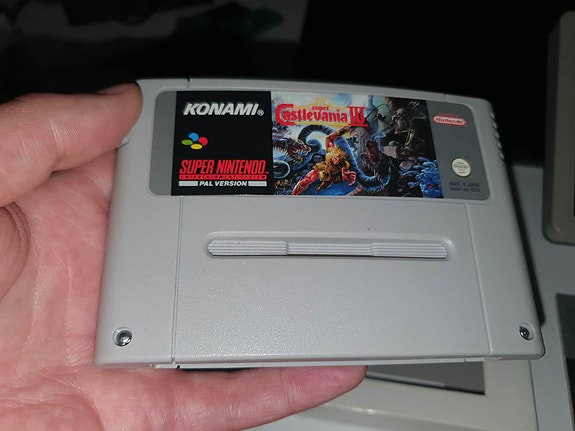 KONAMI®
SUPER NINTENDO
ENTERTAINMENT SYSTEM
PAL VERSION
Super
Castlevania IV
Nintendo
MADE IN JAPAN